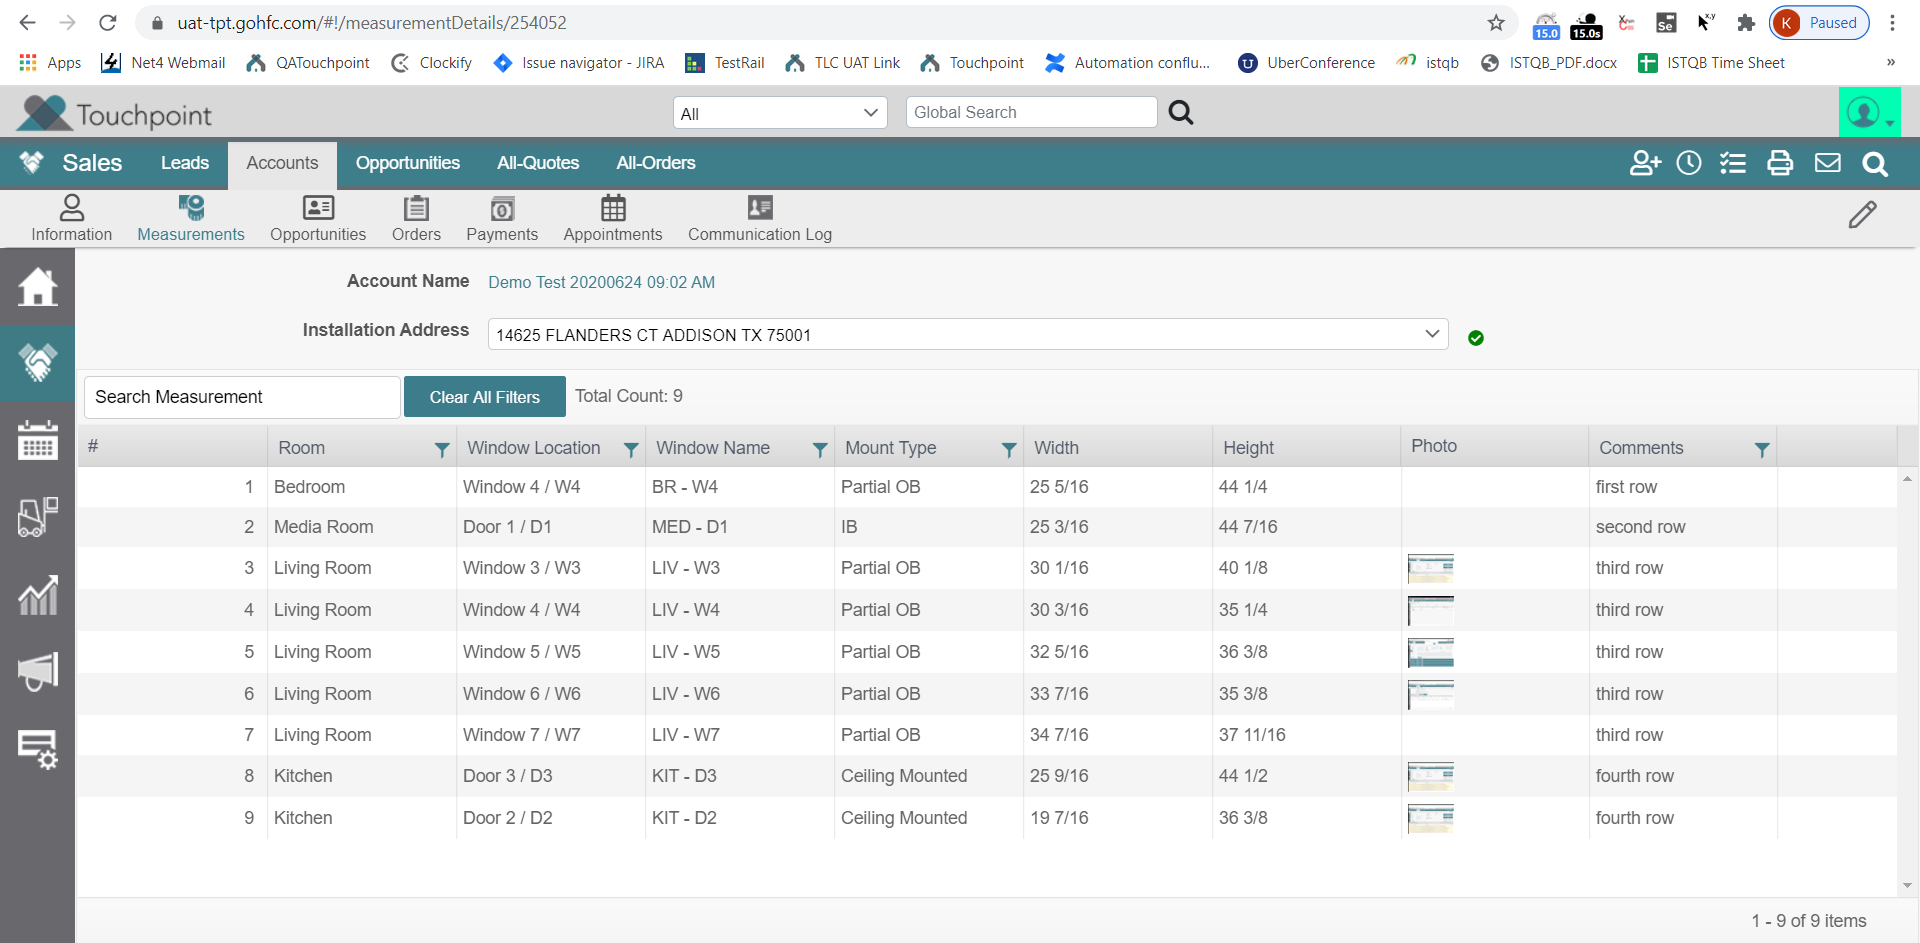 uat-tpt.gohfc.com/#!/measurementDetails/254052
15.0
15.0s
Se
x,y
K Paused
Apps Net4 Webmail QATouchpoint Clockify Issue navigator - JIRA TestRail TLC UAT Link Touchpoint Automation conflu... UberConference istqb ISTQB_PDF.docx ISTQB Time Sheet »
Touchpoint All Global Search
Sales Leads Accounts Opportunities All-Quotes All-Orders
Information Measurements Opportunities Orders Payments Appointments Communication Log
Account Name Demo Test 20200624 09:02 AM
Installation Address 14625 FLANDERS CT ADDISON TX 75001
Search Measurement Clear All Filters Total Count: 9
# Room Window Location Window Name Mount Type Width Height Photo Comments
1 Bedroom Window 4 / W4 BR - W4 Partial OB 25 5/16 44 1/4 first row
2 Media Room Door 1 / D1 MED - D1 IB 25 3/16 44 7/16 second row
3 Living Room Window 3 / W3 LIV - W3 Partial OB 30 1/16 40 1/8 third row
4 Living Room Window 4 / W4 LIV - W4 Partial OB 30 3/16 35 1/4 third row
5 Living Room Window 5 / W5 LIV - W5 Partial OB 32 5/16 36 3/8 third row
6 Living Room Window 6 / W6 LIV - W6 Partial OB 33 7/16 35 3/8 third row
7 Living Room Window 7 / W7 LIV - W7 Partial OB 34 7/16 37 11/16 third row
8 Kitchen Door 3 / D3 KIT - D3 Ceiling Mounted 25 9/16 44 1/2 fourth row
9 Kitchen Door 2 / D2 KIT - D2 Ceiling Mounted 19 7/16 36 3/8 fourth row
1 - 9 of 9 items